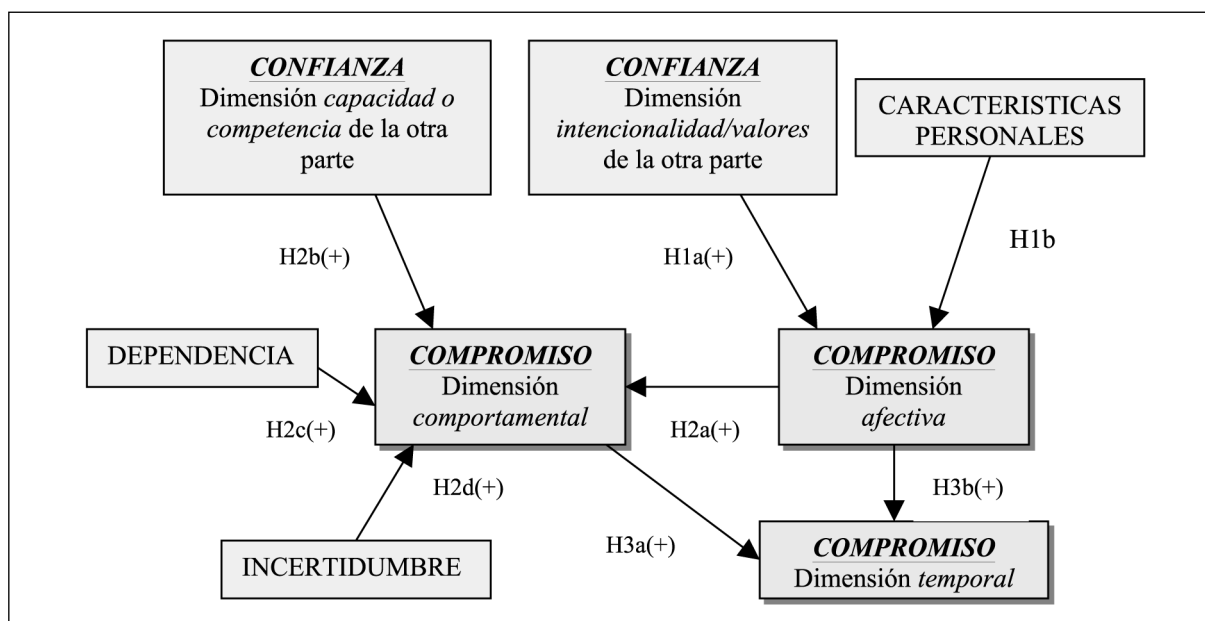 CONFIANZA
Dimensión capacidad o
competencia de la otra
parte
CONFIANZA
Dimensión
intencionalidad/valores
de la otra parte
CARACTERISTICAS
PERSONALES
H2b(+)
H1a(+)
H1b
DEPENDENCIA
COMPROMISO
Dimensión
comportamental
COMPROMISO
Dimensión
afectiva
H2c(+)
H2a(+)
H2d(+)
H3b(+)
INCERTIDUMBRE
H3a(+)
COMPROMISO
Dimensión temporal